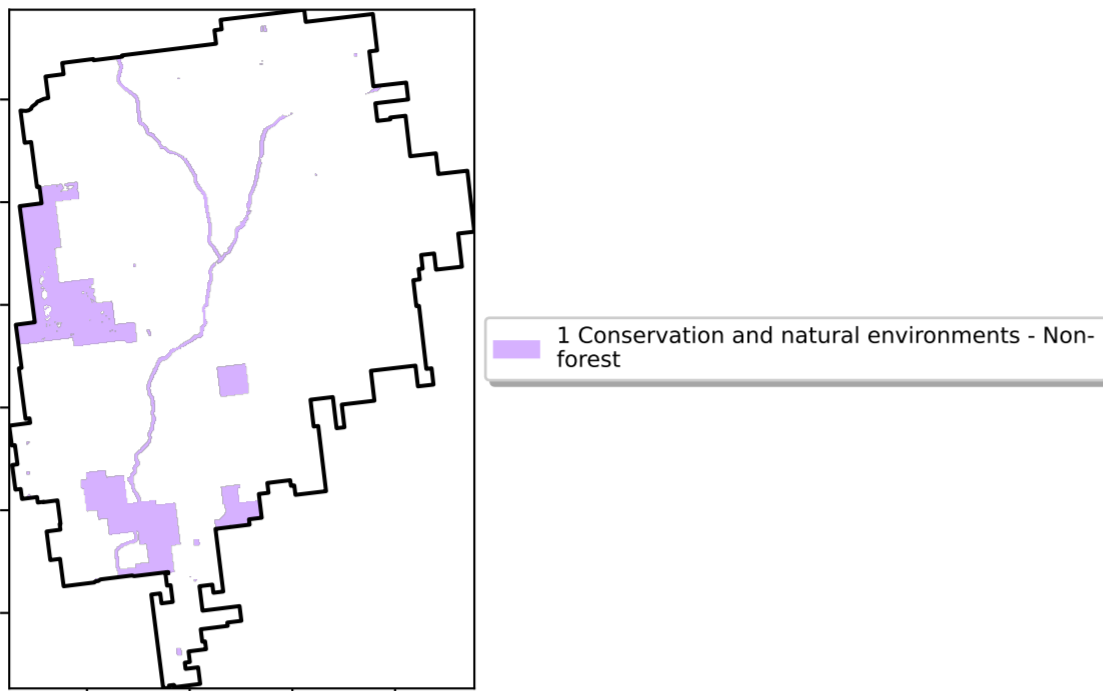 1 Conservation and natural environments - Non-
forest